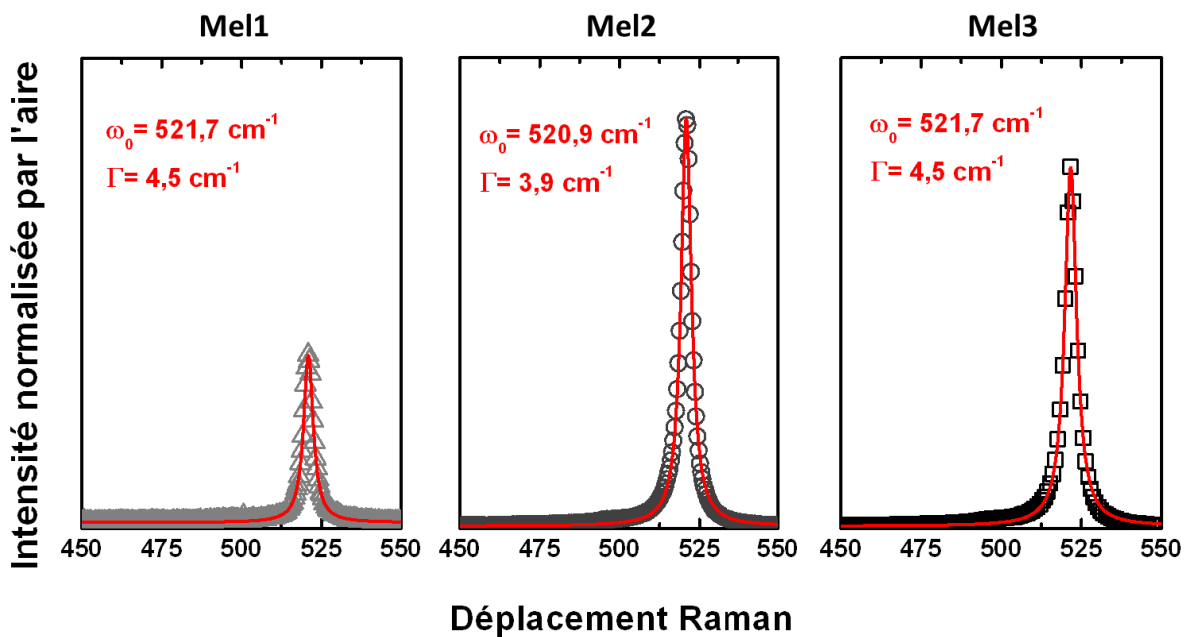 Mel1 Mel2 Mel3
Intensité normalisée par l'aire
ω₀= 521,7 cm⁻¹
Γ= 4,5 cm⁻¹
ω₀= 520,9 cm⁻¹
Γ= 3,9 cm⁻¹
ω₀= 521,7 cm⁻¹
Γ= 4,5 cm⁻¹
450 475 500 525 550
450 475 500 525 550
450 475 500 525 550
Déplacement Raman